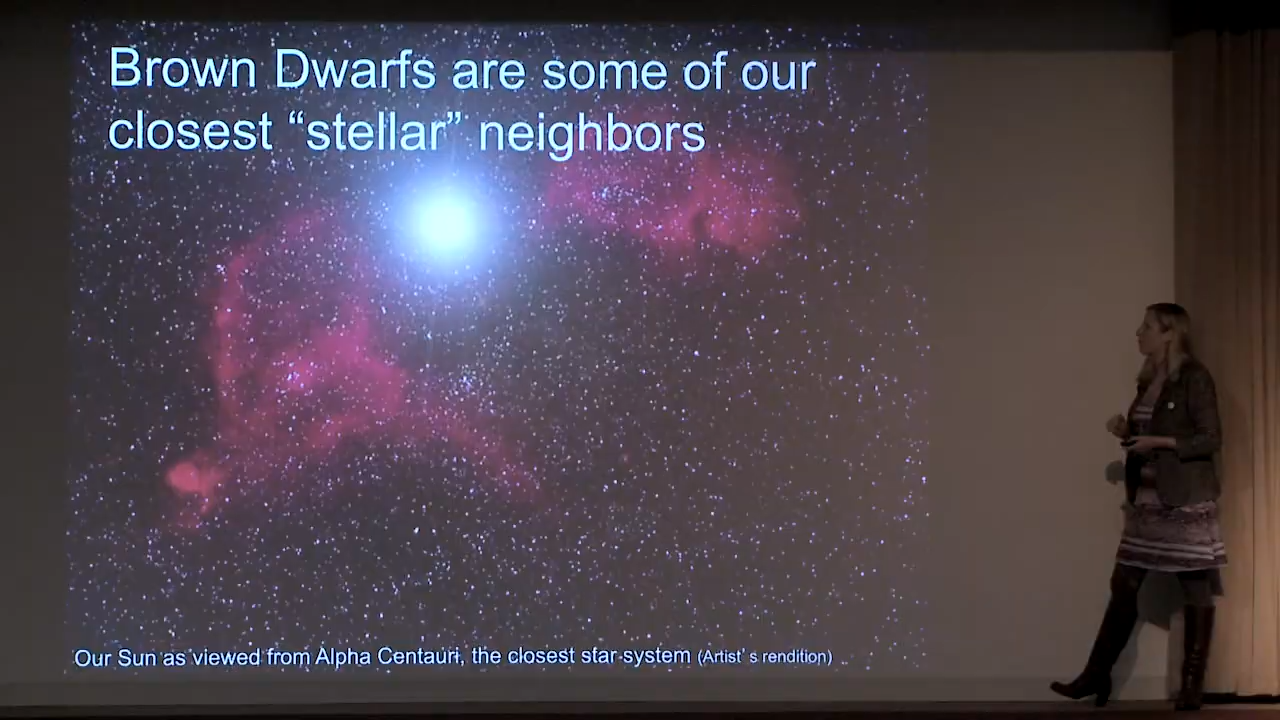 Brown Dwarfs are some of our
closest “stellar” neighbors
Our Sun as viewed from Alpha Centauri, the closest star system (Artist’s rendition)